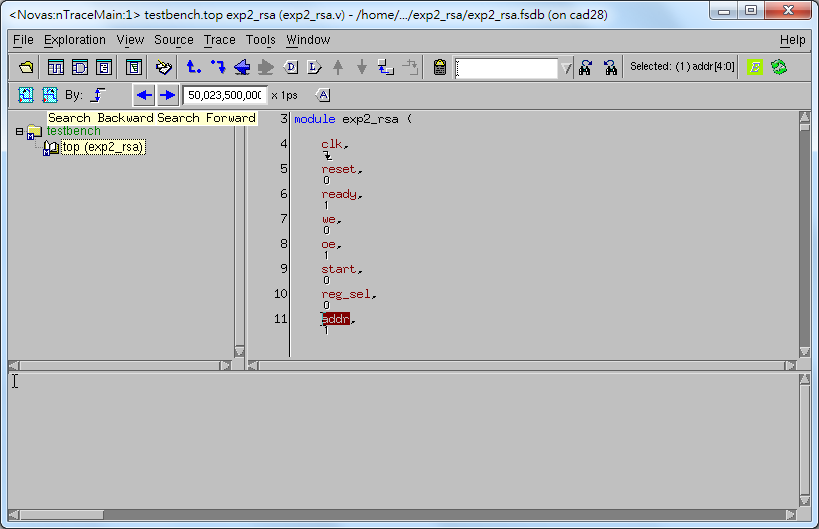 <Novas:nTraceMain:1> testbench.top exp2_rsa (exp2_rsa.v) - /home/.../exp2_rsa/exp2_rsa.fsdb (on cad28)
File Exploration View Source Trace Tools Window Help
D L Selected: (1) addr[4:0] E
By: 50,023,500,000 x 1ps A
Search Backward Search Forward
testbench
top (exp2_rsa)
3 module exp2_rsa (
4 clk,
5 reset,
0
6 ready,
1
7 we,
0
8 oe,
1
9 start,
0
10 reg_sel,
0
11 addr,
1